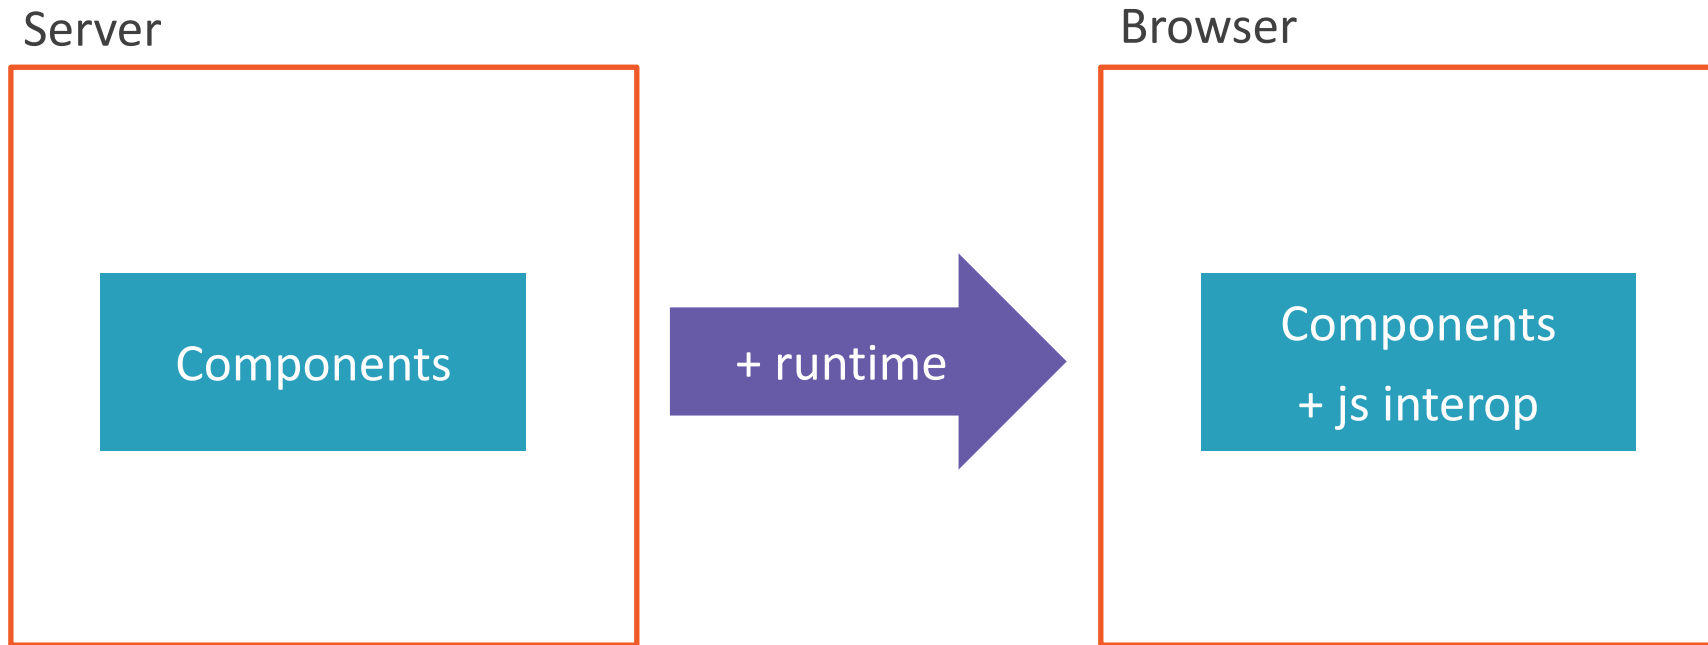 Server
Browser
Components
+ runtime
Components
+ js interop